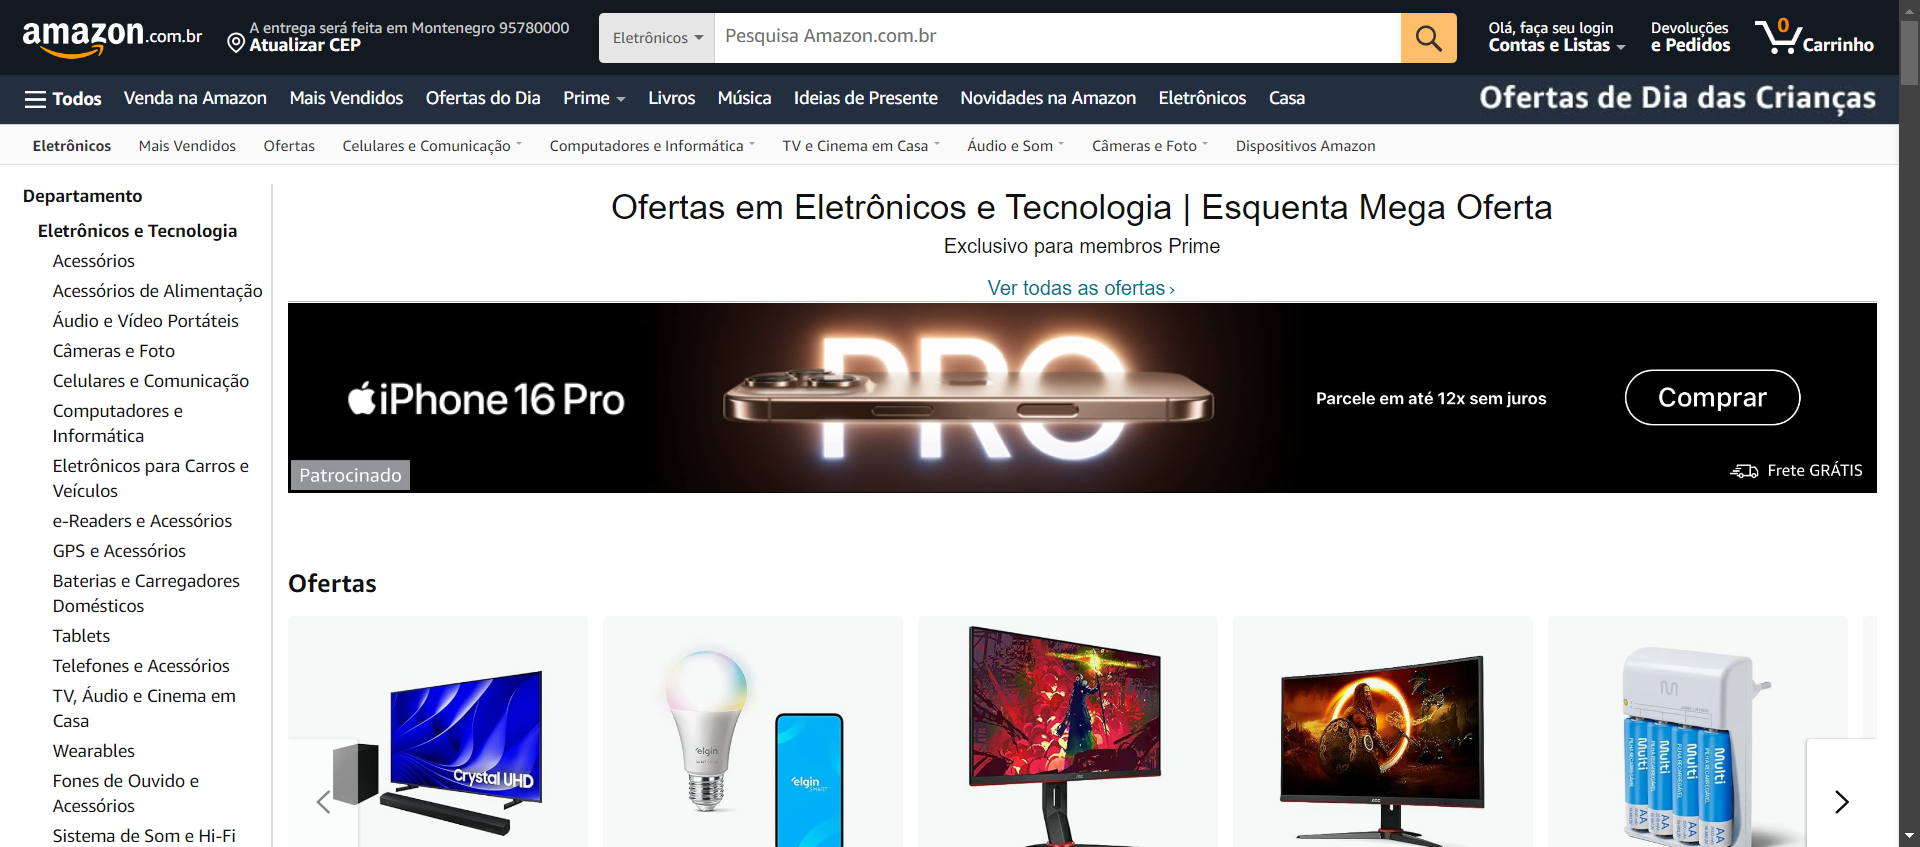 amazon.com.br
A entrega será feita em Montenegro 95780000
Atualizar CEP
Eletrônicos
Pesquisa Amazon.com.br
Olá, faça seu login
Contas e Listas
Devoluções
e Pedidos
0
Carrinho
Todos
Venda na Amazon
Mais Vendidos
Ofertas do Dia
Prime
Livros
Música
Ideias de Presente
Novidades na Amazon
Eletrônicos
Casa
Ofertas de Dia das Crianças
Eletrônicos
Mais Vendidos
Ofertas
Celulares e Comunicação
Computadores e Informática
TV e Cinema em Casa
Áudio e Som
Câmeras e Foto
Dispositivos Amazon
Departamento
Eletrônicos e Tecnologia
Acessórios
Acessórios de Alimentação
Áudio e Vídeo Portáteis
Câmeras e Foto
Celulares e Comunicação
Computadores e
Informática
Eletrônicos para Carros e
Veículos
e-Readers e Acessórios
GPS e Acessórios
Baterias e Carregadores
Domésticos
Tablets
Telefones e Acessórios
TV, Áudio e Cinema em
Casa
Wearables
Fones de Ouvido e
Acessórios
Sistema de Som e Hi-Fi
Ofertas em Eletrônicos e Tecnologia | Esquenta Mega Oferta
Exclusivo para membros Prime
Ver todas as ofertas ›
iPhone 16 Pro
PRO
Parcele em até 12x sem juros
Comprar
Patrocinado
Frete GRÁTIS
Ofertas
Crystal UHD
elgin
elgin
SMART
AOC
AOC
Multi
AA
Multi
AA
Multi
AA
Multi
AA